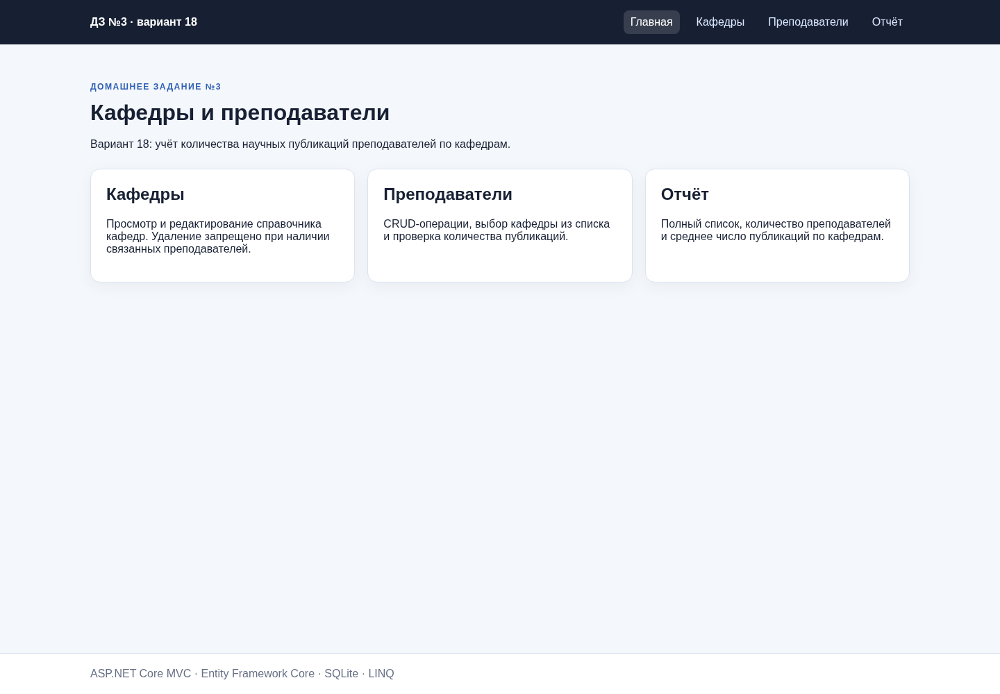 ДЗ №3 · вариант 18
Главная
Кафедры
Преподаватели
Отчёт
ДОМАШНЕЕ ЗАДАНИЕ №3
Кафедры и преподаватели
Вариант 18: учёт количества научных публикаций преподавателей по кафедрам.
Кафедры
Просмотр и редактирование справочника
кафедр. Удаление запрещено при наличии
связанных преподавателей.
Преподаватели
CRUD-операции, выбор кафедры из списка
и проверка количества публикаций.
Отчёт
Полный список, количество преподавателей
и среднее число публикаций по кафедрам.
ASP.NET Core MVC · Entity Framework Core · SQLite · LINQ